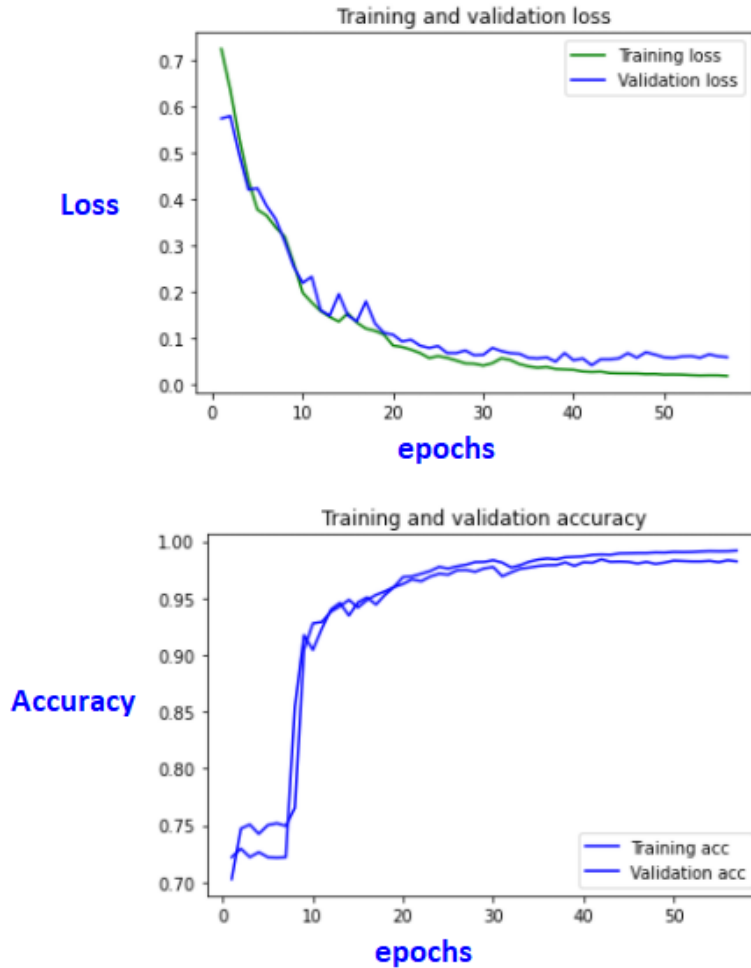 Training and validation loss
Training loss
Validation loss
0.7
0.6
0.5
0.4
0.3
0.2
0.1
0.0
Loss
0 10 20 30 40 50
epochs
Training and validation accuracy
1.00
0.95
0.90
0.85
0.80
0.75
0.70
Accuracy
Training acc
Validation acc
0 10 20 30 40 50
epochs